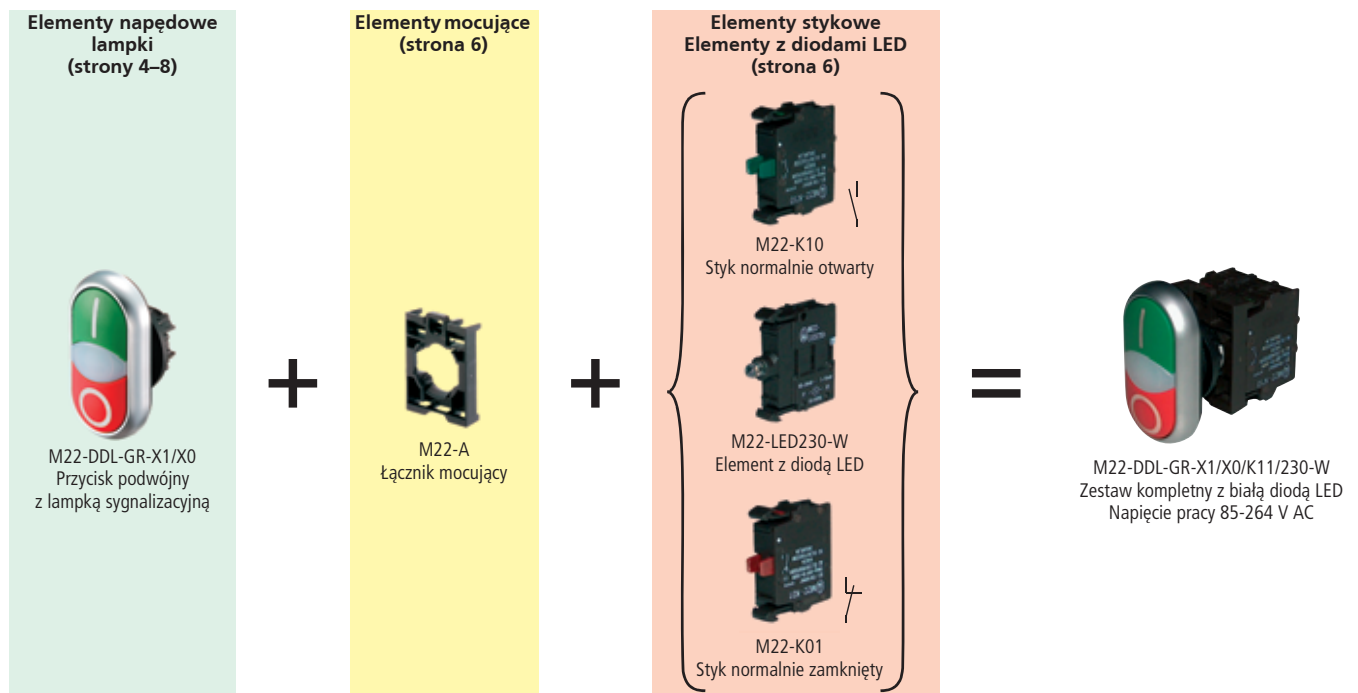 Elementy napędowe
lampki
(strony 4–8)
M22-DDL-GR-X1/X0
Przycisk podwójny
z lampką sygnalizacyjną
+
Elementy mocujące
(strona 6)
M22-A
Łącznik mocujący
+
Elementy stykowe
Elementy z diodami LED
(strona 6)
M22-K10
Styk normalnie otwarty
M22-LED230-W
Element z diodą LED
M22-K01
Styk normalnie zamknięty
=
M22-DDL-GR-X1/X0/K11/230-W
Zestaw kompletny z białą diodą LED
Napięcie pracy 85-264 V AC